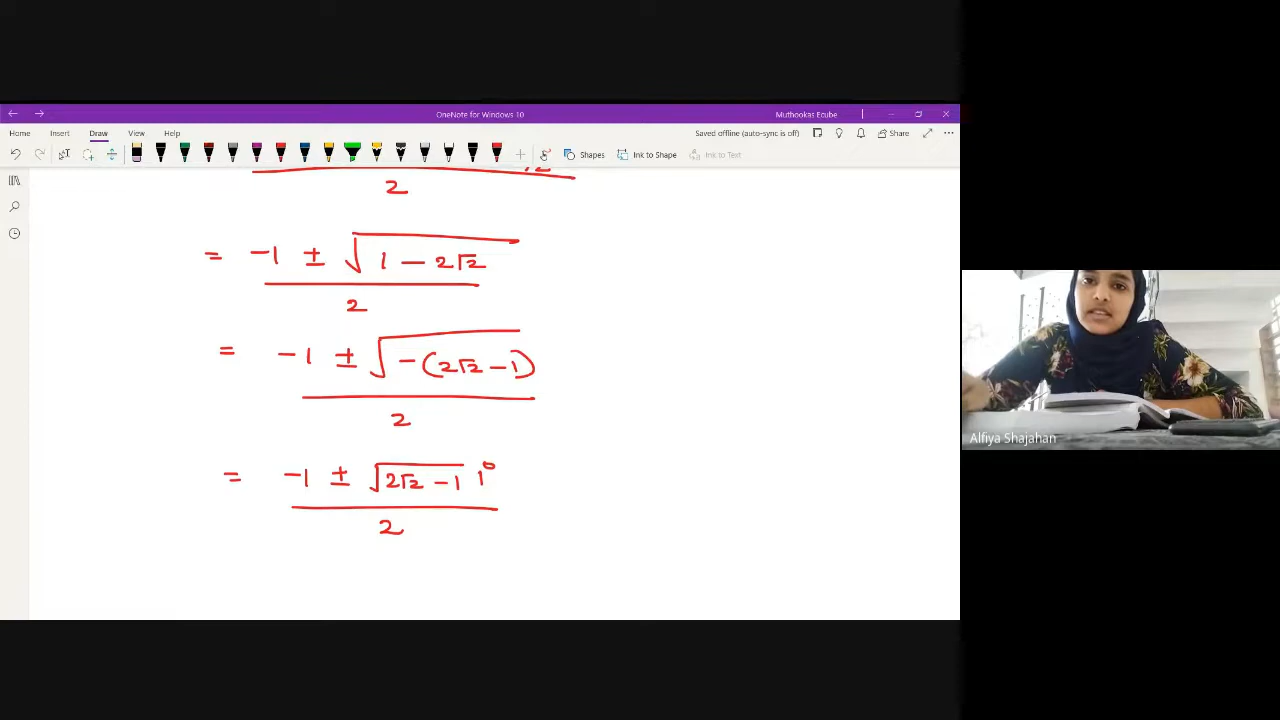 OneNote for Windows 10
Muthookas Ecube
Home Insert Draw View Help
Saved offline (auto-sync is off) Share
Shapes Ink to Shape Ink to Text
2
= -1 ± √1 - 2√2
2
= -1 ± √-(2√2 - 1)
2
= -1 ± √2√2 - 1 i
2
Alfiya Shajahan